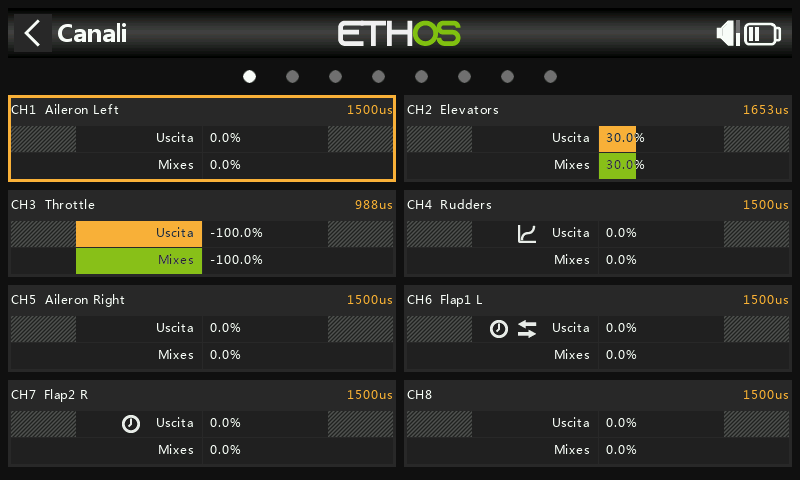 Canali
ETHOS
CH1 Aileron Left 1500us
Uscita 0.0%
Mixes 0.0%
CH2 Elevators 1653us
Uscita 30.0%
Mixes 30.0%
CH3 Throttle 988us
Uscita -100.0%
Mixes -100.0%
CH4 Rudders 1500us
Uscita 0.0%
Mixes 0.0%
CH5 Aileron Right 1500us
Uscita 0.0%
Mixes 0.0%
CH6 Flap1 L 1500us
Uscita 0.0%
Mixes 0.0%
CH7 Flap2 R 1500us
Uscita 0.0%
Mixes 0.0%
CH8 1500us
Uscita 0.0%
Mixes 0.0%